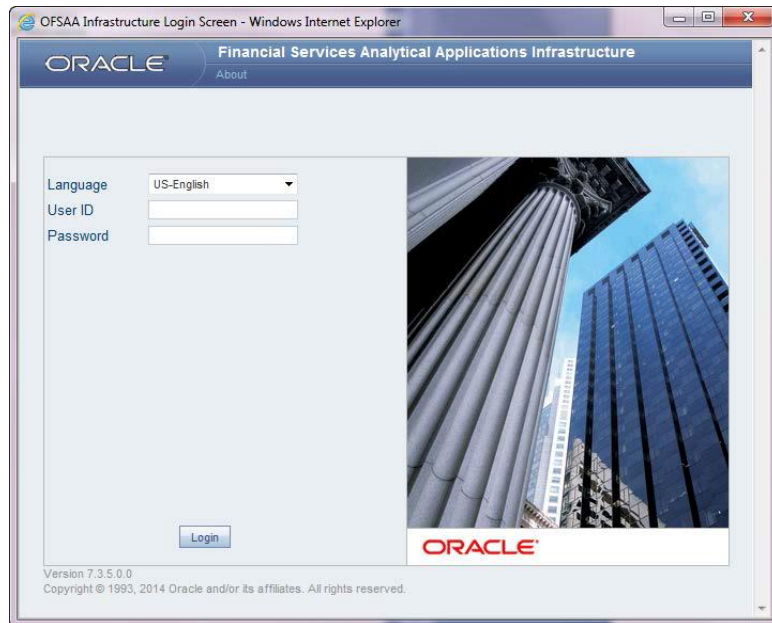 OFSAA Infrastructure Login Screen - Windows Internet Explorer
ORACLE
Financial Services Analytical Applications Infrastructure
About
Language US-English
User ID
Password
Login
ORACLE
Version 7.3.5.0.0
Copyright © 1993, 2014 Oracle and/or its affiliates. All rights reserved.